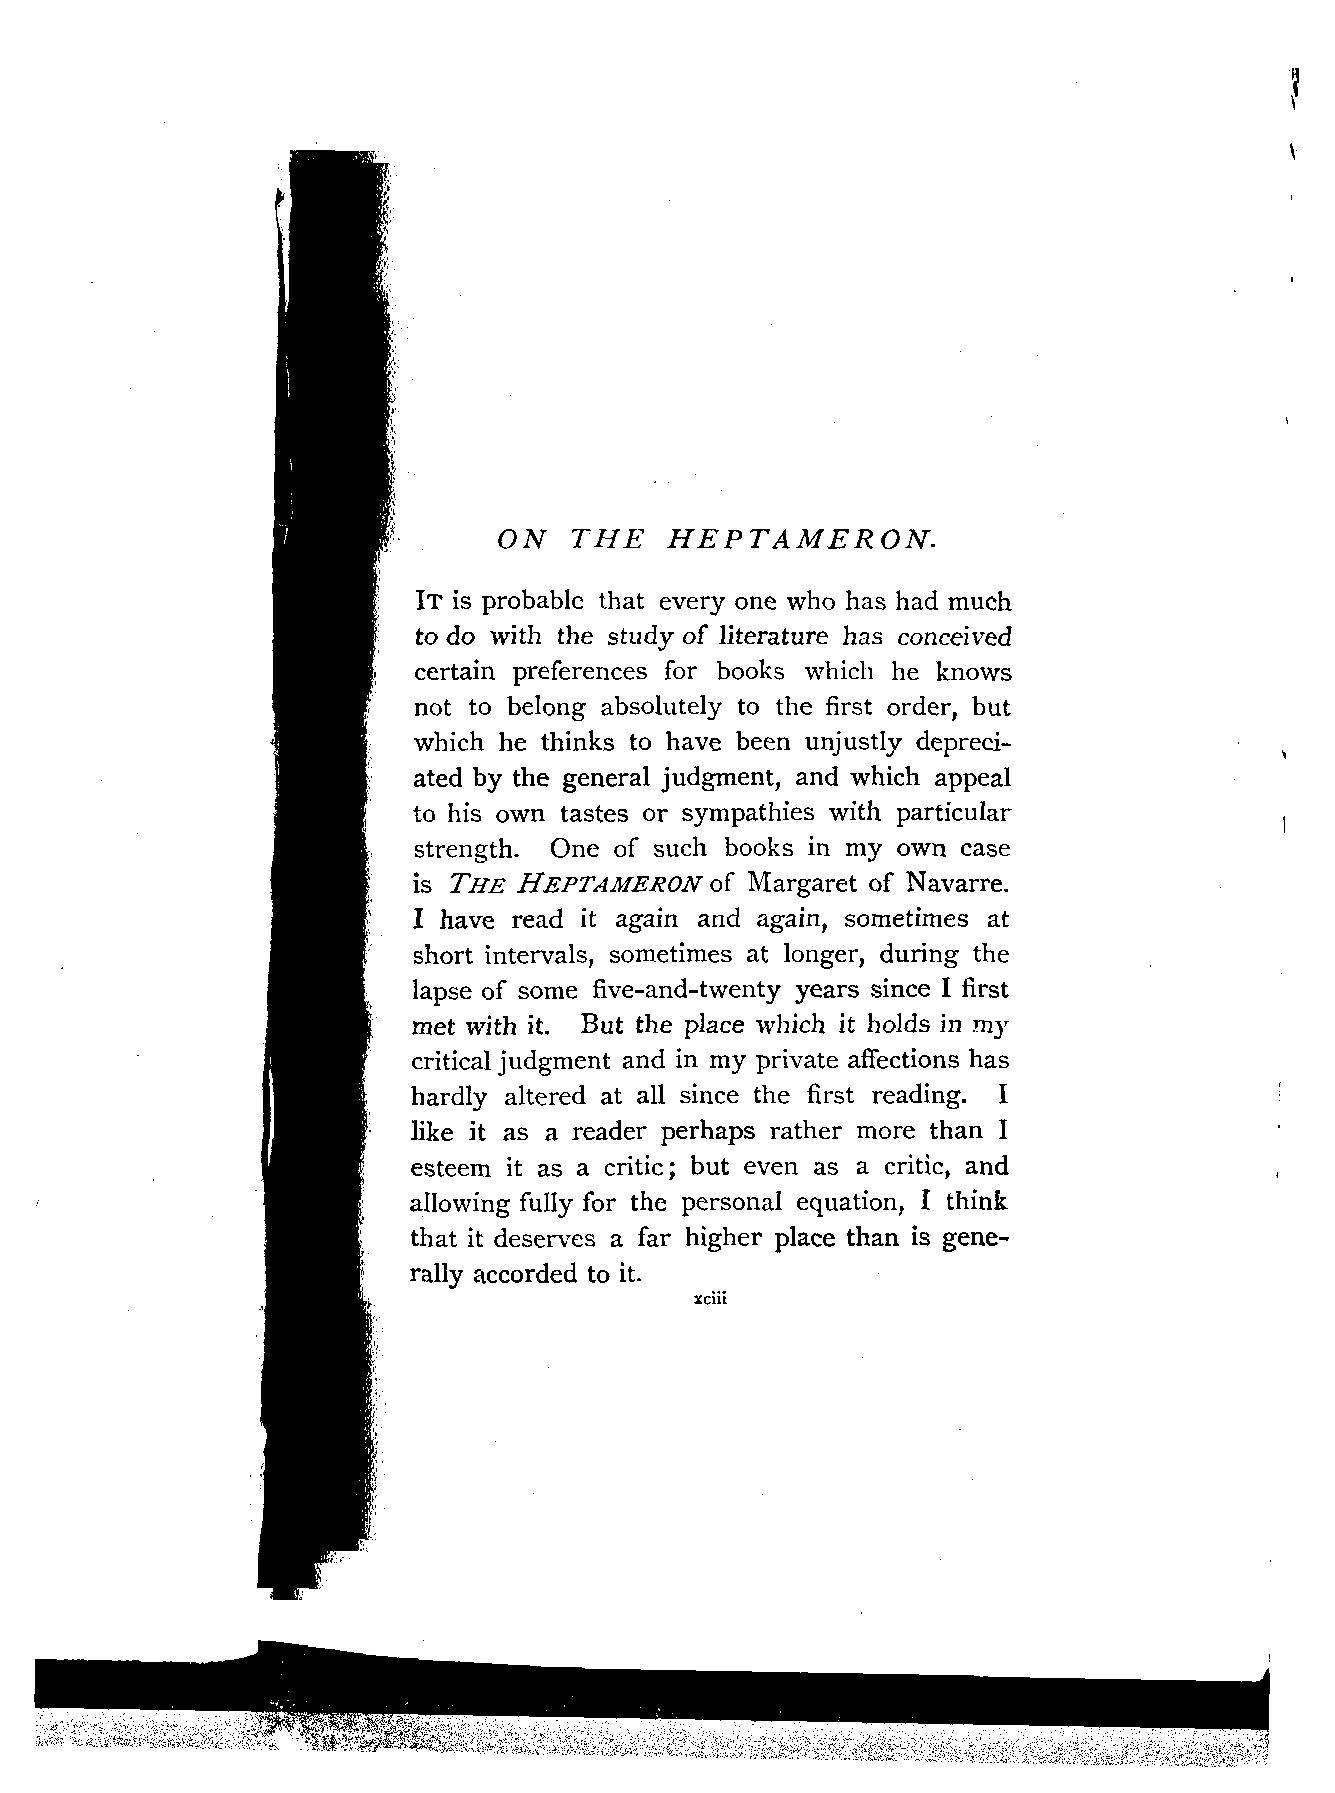 ON THE HEPTAMERON.
IT is probable that every one who has had much
to do with the study of literature has conceived
certain preferences for books which he knows
not to belong absolutely to the first order, but
which he thinks to have been unjustly depreci-
ated by the general judgment, and which appeal
to his own tastes or sympathies with particular
strength. One of such books in my own case
is THE HEPTAMERON of Margaret of Navarre.
I have read it again and again, sometimes at
short intervals, sometimes at longer, during the
lapse of some five-and-twenty years since I first
met with it. But the place which it holds in my
critical judgment and in my private affections has
hardly altered at all since the first reading. I
like it as a reader perhaps rather more than I
esteem it as a critic; but even as a critic, and
allowing fully for the personal equation, I think
that it deserves a far higher place than is gene-
rally accorded to it.
xciii